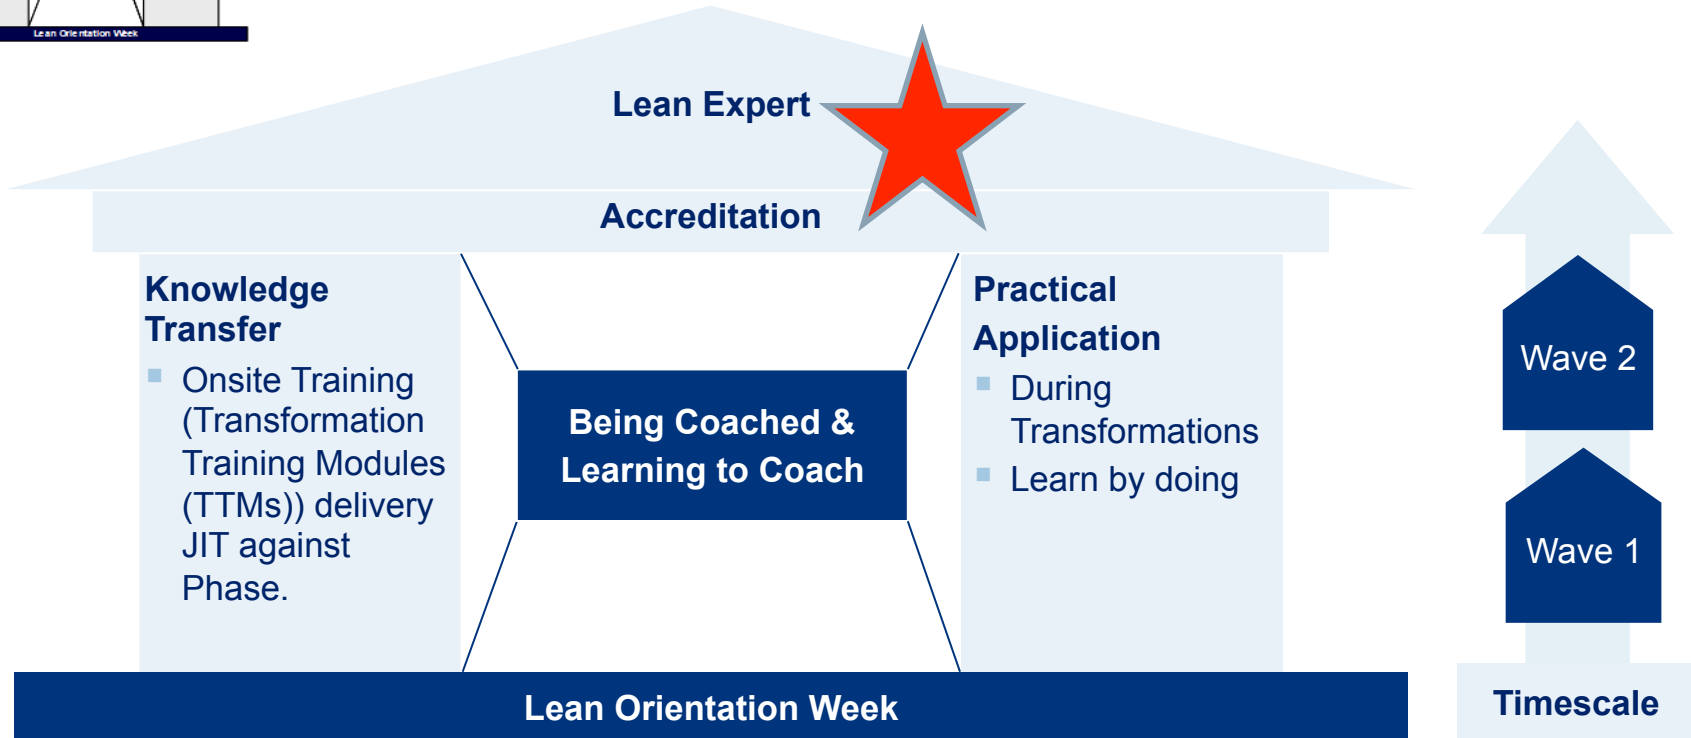 Lean Orientation Week
Lean Expert
Accreditation
Knowledge
Transfer
Onsite Training
(Transformation
Training Modules
(TTMs)) delivery
JIT against
Phase.
Being Coached &
Learning to Coach
Practical
Application
During
Transformations
Learn by doing
Lean Orientation Week
Wave 2
Wave 1
Timescale